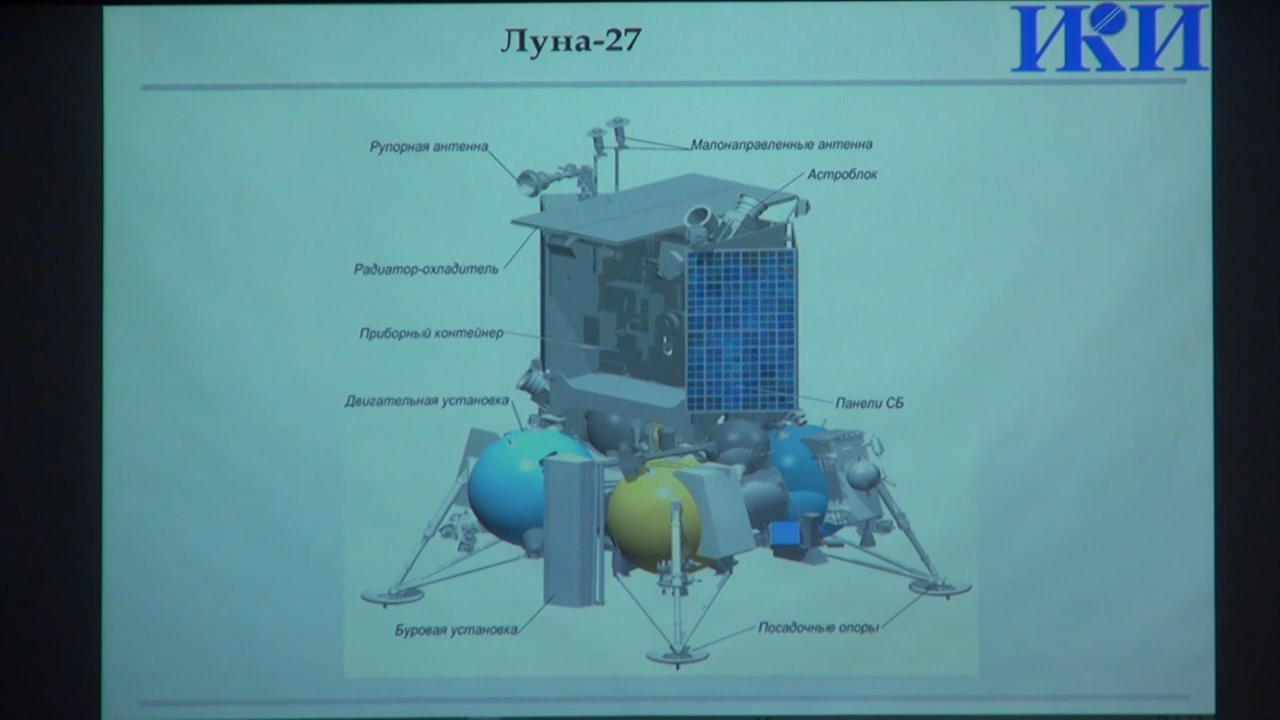 Луна-27
ИКИ
Рупорная антенна
Малонаправленные антенна
Астроблок
Радиатор-охладитель
Приборный контейнер
Двигательная установка
Панели СБ
Буровая установка
Посадочные опоры